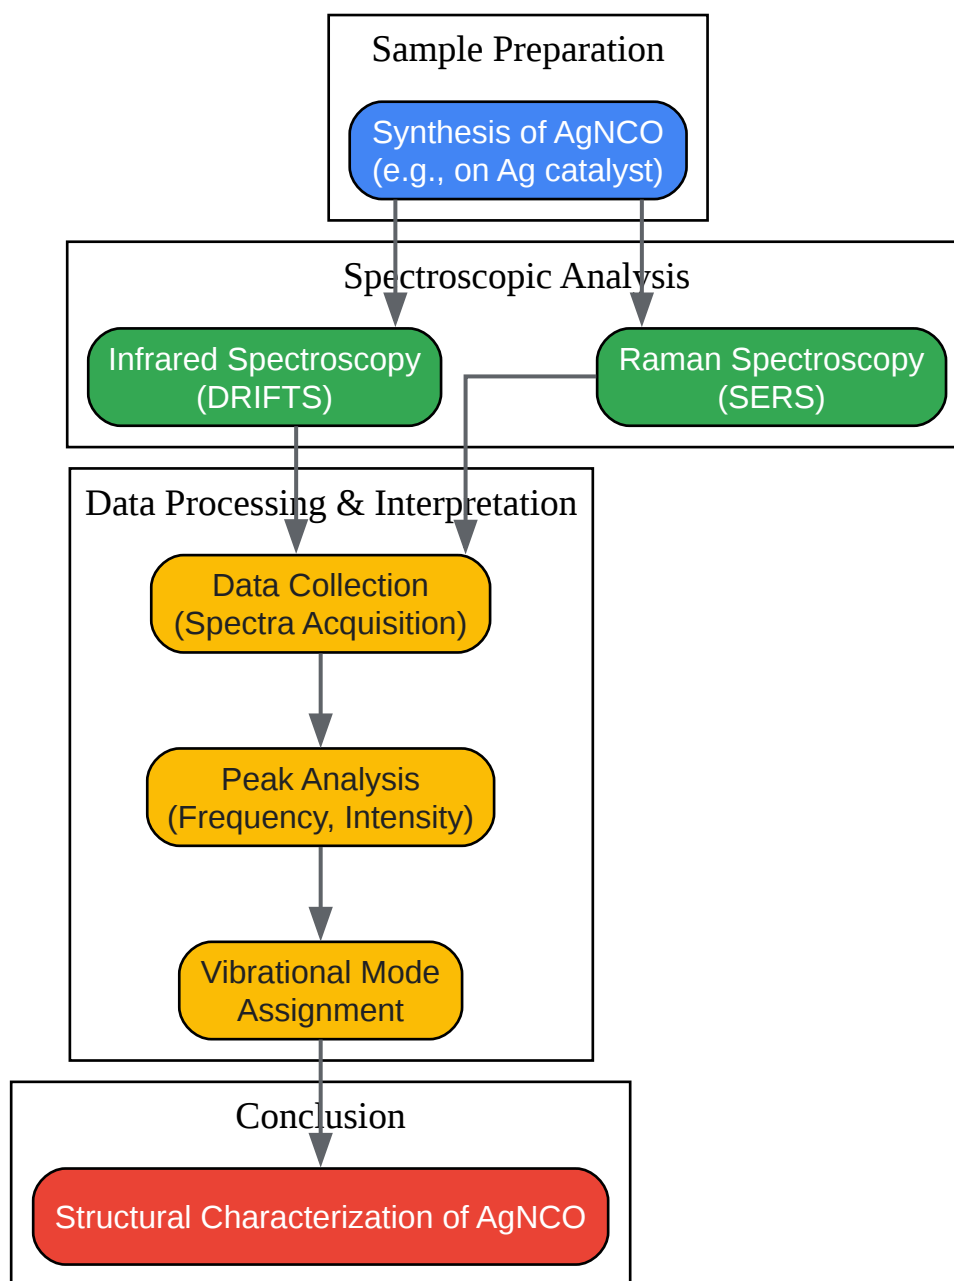 Sample Preparation
Synthesis of AgNCO
(e.g., on Ag catalyst)
Spectroscopic Analysis
Infrared Spectroscopy
(DRIFTS)
Raman Spectroscopy
(SERS)
Data Processing & Interpretation
Data Collection
(Spectra Acquisition)
Peak Analysis
(Frequency, Intensity)
Vibrational Mode
Assignment
Conclusion
Structural Characterization of AgNCO